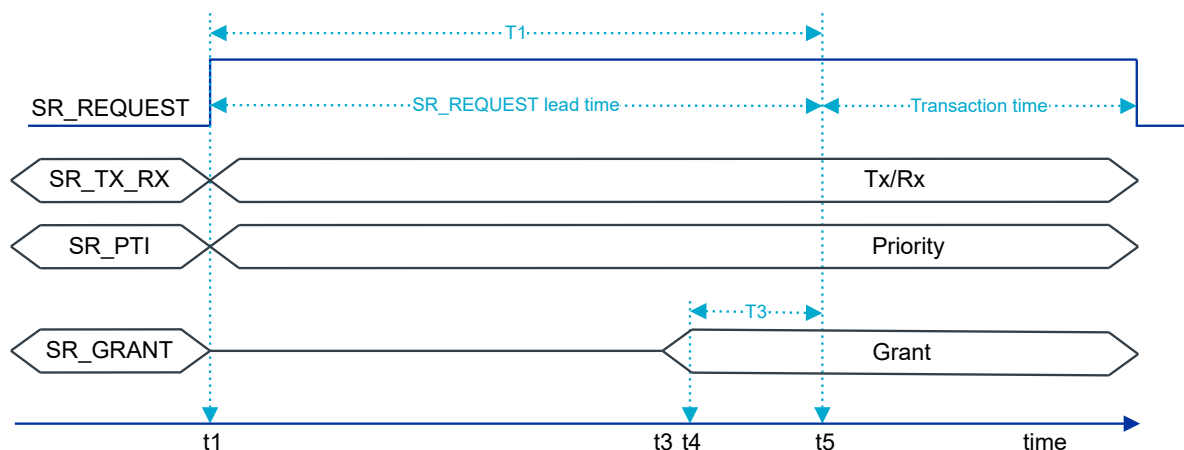 T1
SR_REQUEST
SR_REQUEST lead time
Transaction time
SR_TX_RX
Tx/Rx
SR_PTI
Priority
T3
SR_GRANT
Grant
t1
t3
t4
t5
time